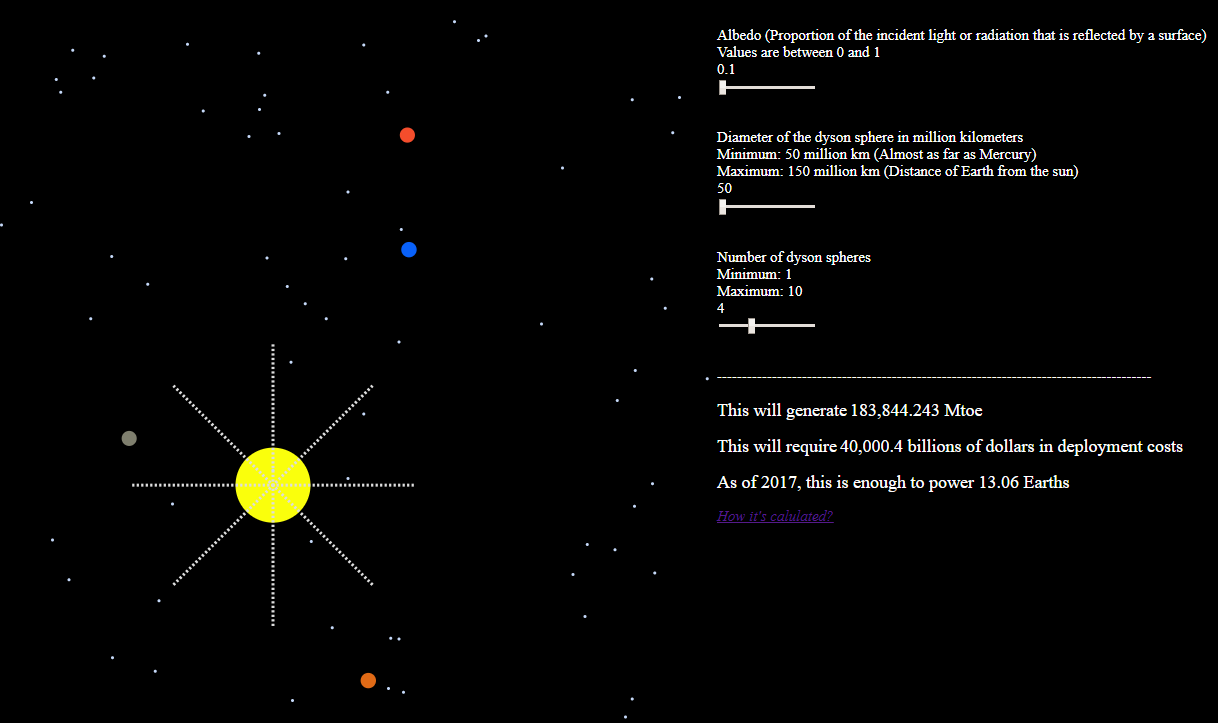 Albedo (Proportion of the incident light or radiation that is reflected by a surface)
Values are between 0 and 1
0.1
Diameter of the dyson sphere in million kilometers
Minimum: 50 million km (Almost as far as Mercury)
Maximum: 150 million km (Distance of Earth from the sun)
50
Number of dyson spheres
Minimum: 1
Maximum: 10
4
---------------------------------------------------------------------------------------
This will generate 183,844.243 Mtoe
This will require 40,000.4 billions of dollars in deployment costs
As of 2017, this is enough to power 13.06 Earths
How it's calulated?